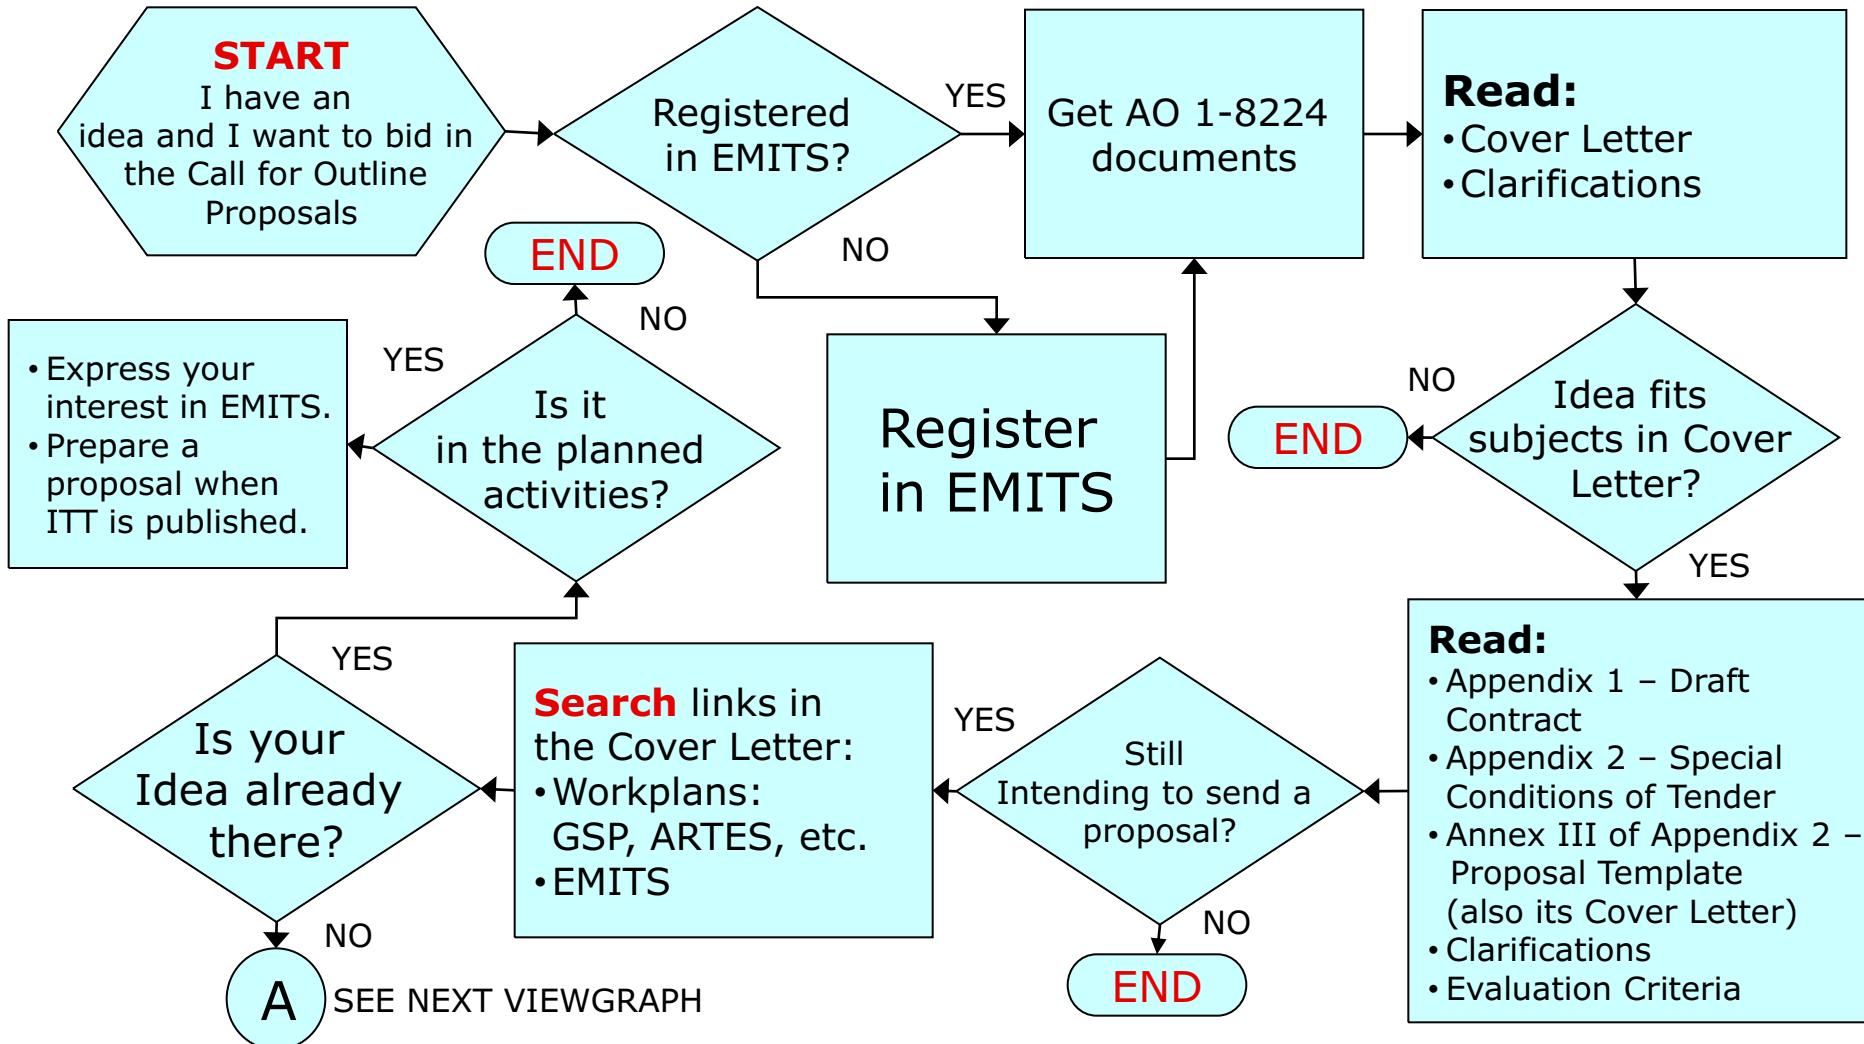 START
I have an
idea and I want to bid in
the Call for Outline
Proposals
Registered
in EMITS?
YES
NO
Get AO 1-8224
documents
Read:
• Cover Letter
• Clarifications
Register
in EMITS
Idea fits
subjects in Cover
Letter?
NO
END
YES
Read:
• Appendix 1 – Draft
Contract
• Appendix 2 – Special
Conditions of Tender
• Annex III of Appendix 2 –
Proposal Template
(also its Cover Letter)
• Clarifications
• Evaluation Criteria
Still
Intending to send a
proposal?
YES
NO
END
Search links in
the Cover Letter:
• Workplans:
GSP, ARTES, etc.
• EMITS
Is your
Idea already
there?
YES
NO
A
SEE NEXT VIEWGRAPH
Is it
in the planned
activities?
NO
END
YES
• Express your
interest in EMITS.
• Prepare a
proposal when
ITT is published.